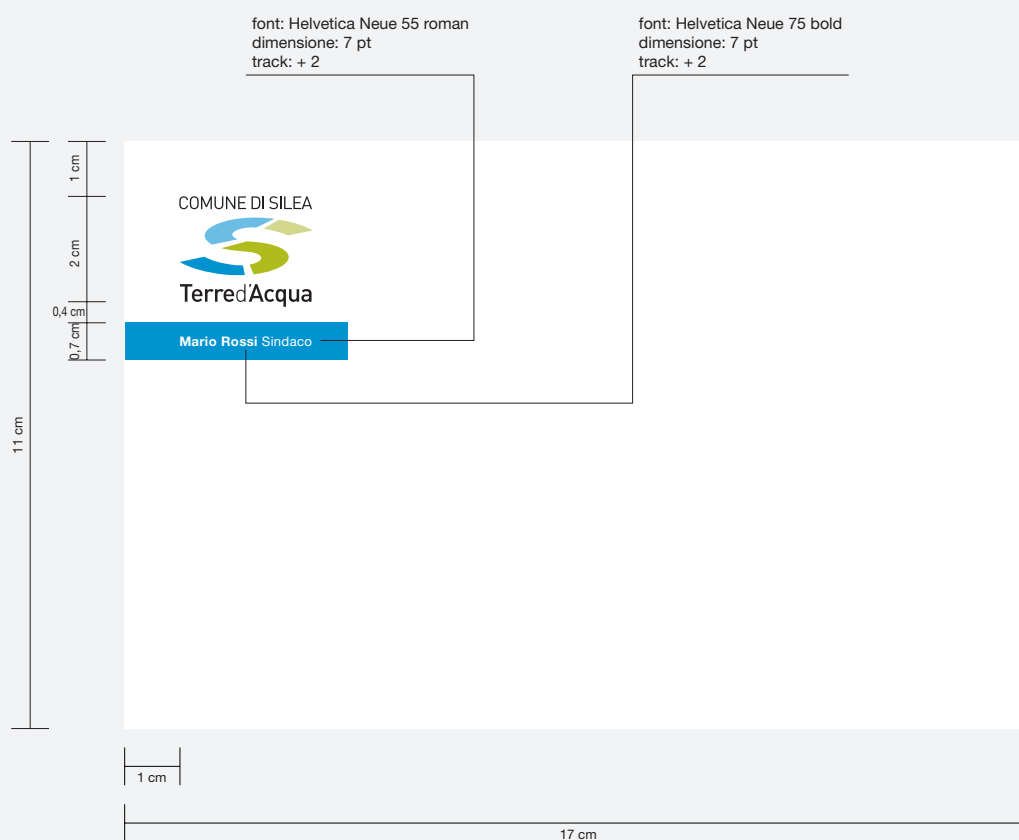 font: Helvetica Neue 55 roman
dimensione: 7 pt
track: + 2
font: Helvetica Neue 75 bold
dimensione: 7 pt
track: + 2
1 cm
2 cm
0,4 cm
0,7 cm
11 cm
COMUNE DI SILEA
Terred'Acqua
Mario Rossi Sindaco
1 cm
17 cm